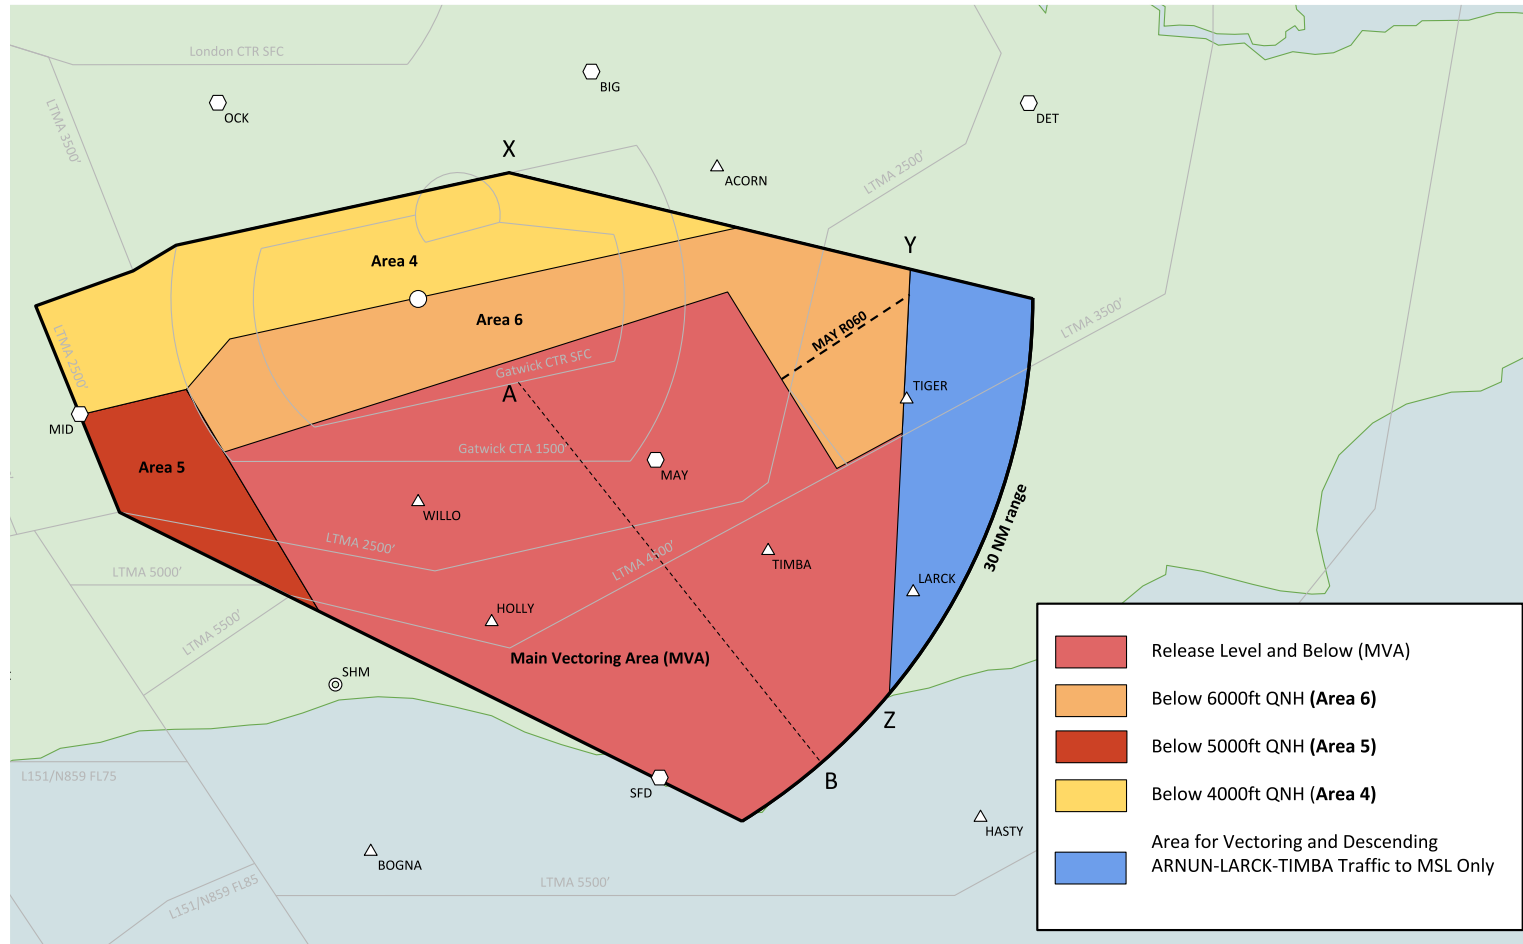 London CTR SFC
BIG
OCK
DET
LTMA 3500'
X
LTMA 2500'
ACORN
Y
Area 4
LTMA 3500'
Area 6
MAY R060
LTMA 2500'
Gatwick CTR SFC
TIGER
A
MID
Gatwick CTA 1500'
Area 5
MAY
WILLO
30 NM range
LTMA 2500'
LTMA 4500'
TIMBA
LTMA 5000'
LARCK
HOLLY
LTMA 5500'
Main Vectoring Area (MVA)
SHM
Z
L151/N859 FL75
B
SFD
HASTY
BOGNA
LTMA 5500'
L151/N859 FL85
Release Level and Below (MVA)
Below 6000ft QNH (Area 6)
Below 5000ft QNH (Area 5)
Below 4000ft QNH (Area 4)
Area for Vectoring and Descending
ARNUN-LARCK-TIMBA Traffic to MSL Only